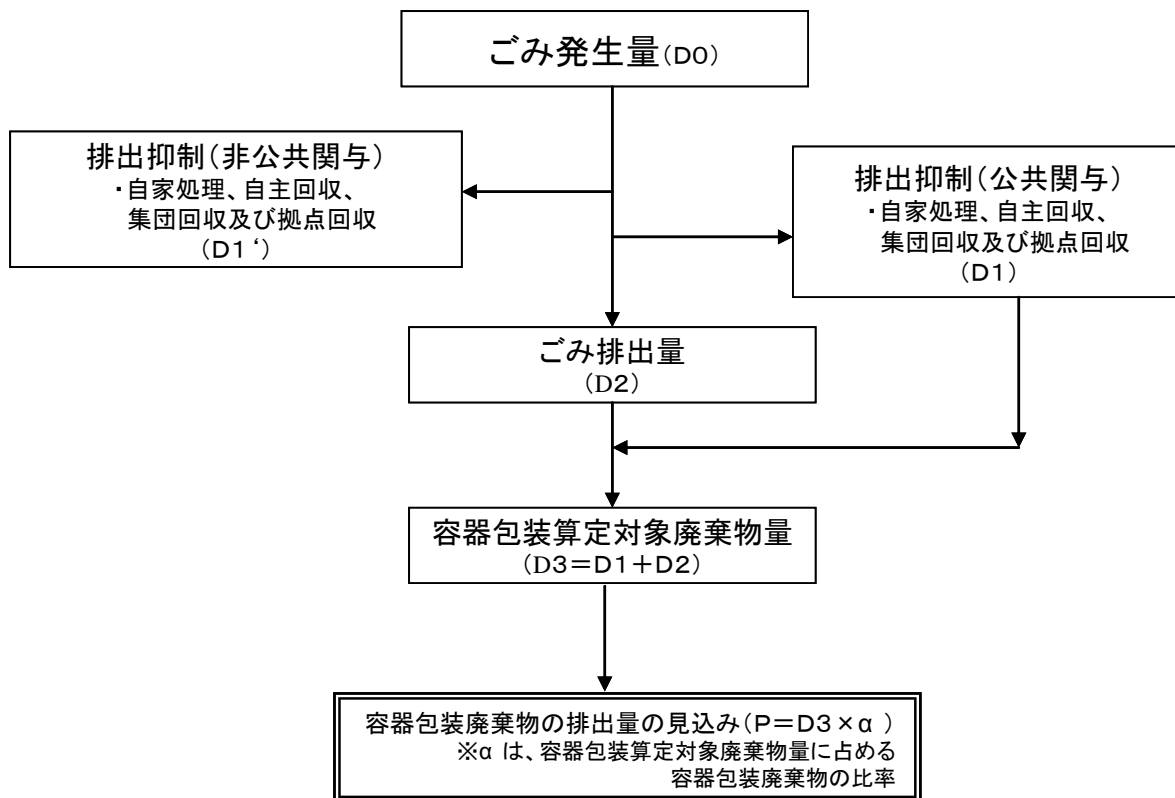 ごみ発生量(D0)
排出抑制(非公共関与)
・自家処理、自主回収、
集団回収及び拠点回収
(D1‘)
排出抑制(公共関与)
・自家処理、自主回収、
集団回収及び拠点回収
(D1)
ごみ排出量
(D2)
容器包装算定対象廃棄物量
(D3=D1+D2)
容器包装廃棄物の排出量の見込み(P=D3×α )
※α は、容器包装算定対象廃棄物量に占める
容器包装廃棄物の比率